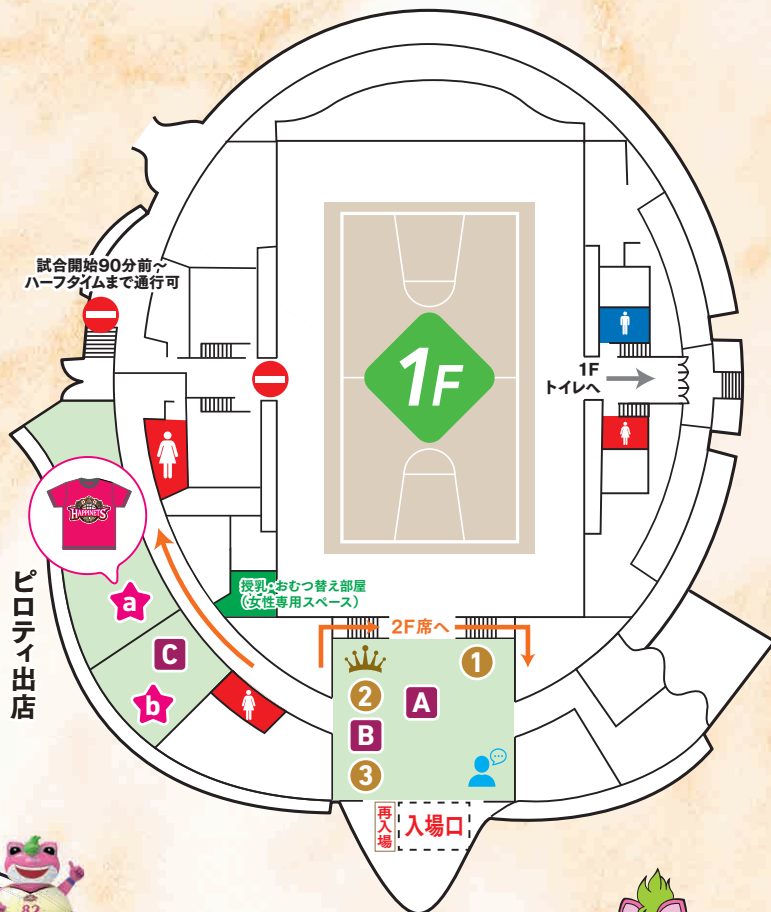 試合開始90分前~
ハーフタイムまで通行可
1F
1F
トイレへ
HAPPINETS
ピロティ出店
a
授乳・おむつ替え部屋
(女性専用スペース)
2F席へ
C
b
1
2
A
B
3
再入場
入場口